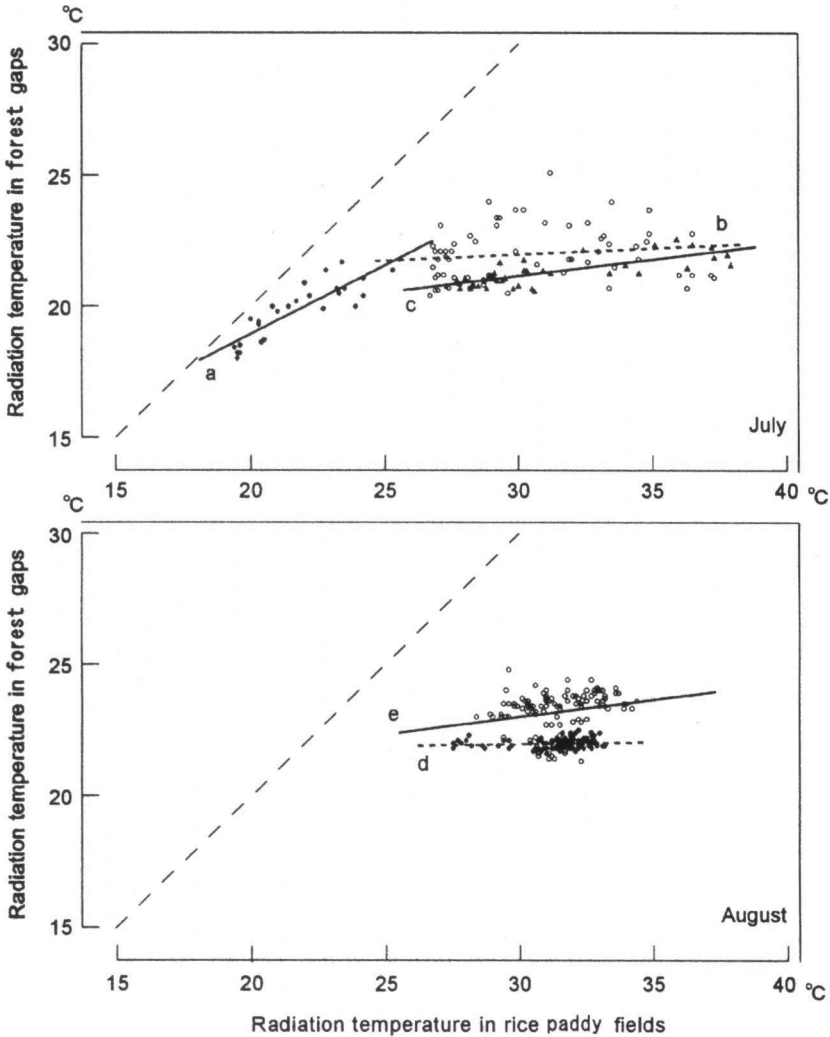 °C
30
25
20
15
Radiation temperature in forest gaps
a
b
c
July
15 20 25 30 35 40 °C
°C
30
25
20
15
Radiation temperature in forest gaps
e
d
August
15 20 25 30 35 40 °C
Radiation temperature in rice paddy fields